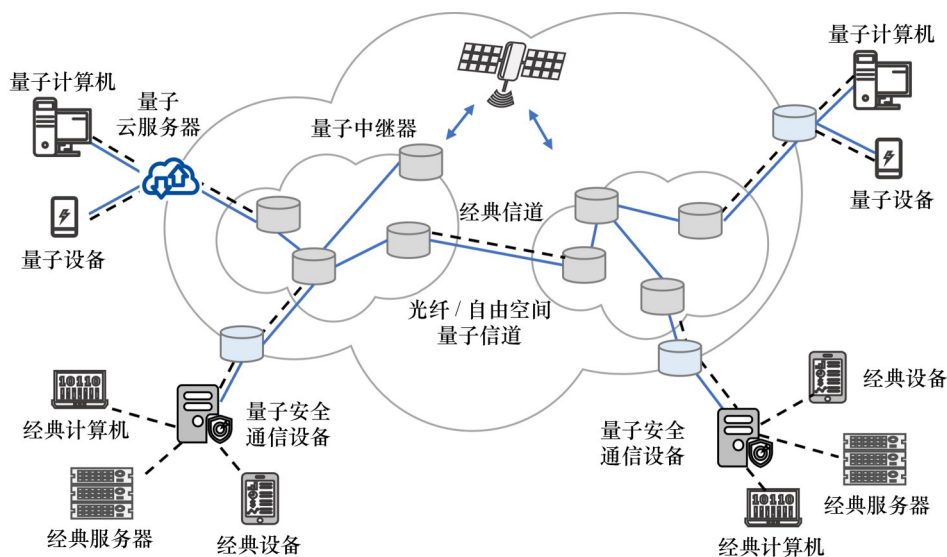 量子计算机
量子
云服务器
量子设备
量子中继器
经典信道
光纤 / 自由空间
量子信道
量子计算机
量子设备
10110
经典计算机
量子安全
通信设备
经典服务器
经典设备
量子安全
通信设备
经典设备
经典服务器
10110
经典计算机